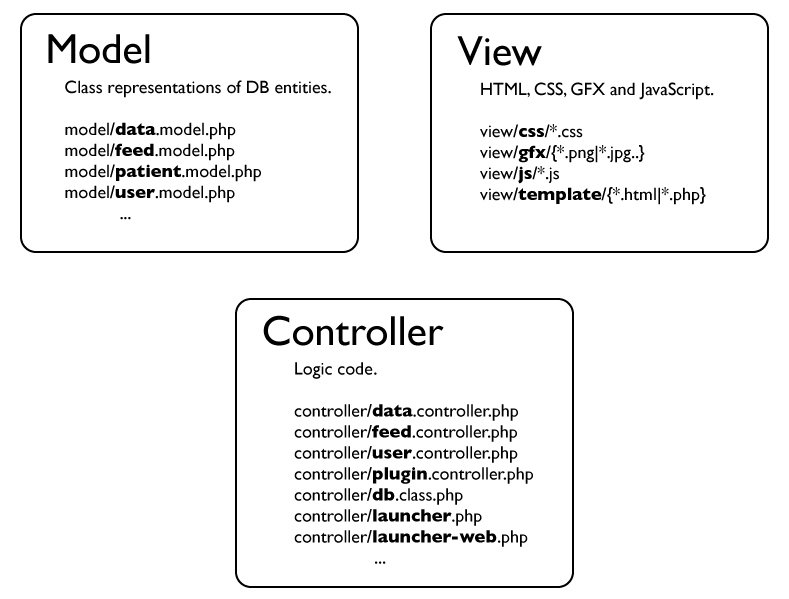 Model
Class representations of DB entities.
model/data.model.php
model/feed.model.php
model/patient.model.php
model/user.model.php
...
View
HTML, CSS, GFX and JavaScript.
view/css/*.css
view/gfx/{*.png|*.jpg..}
view/js/*.js
view/template/{*.html|*.php}
Controller
Logic code.
controller/data.controller.php
controller/feed.controller.php
controller/user.controller.php
controller/plugin.controller.php
controller/db.class.php
controller/launcher.php
controller/launcher-web.php
...